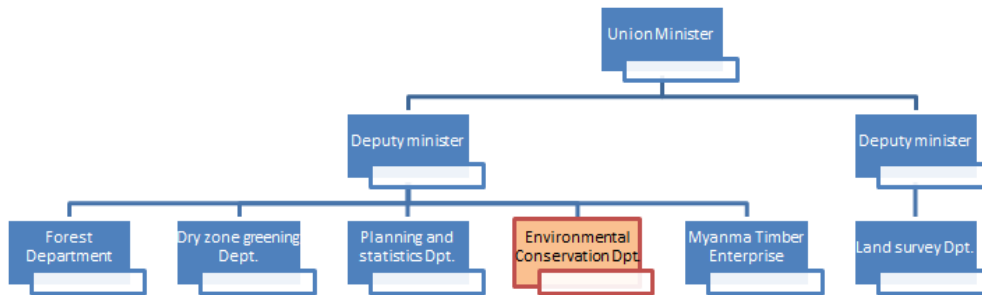 Union Minister
Deputy minister
Deputy minister
Forest
Department
Dry zone greening
Dept.
Planning and
statistics Dpt.
Environmental
Conservation Dpt.
Myanma Timber
Enterprise
Land survey Dpt.